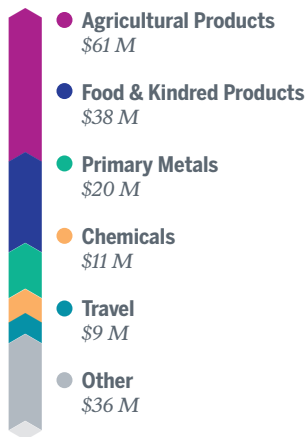 Agricultural Products
$61 M
Food & Kindred Products
$38 M
Primary Metals
$20 M
Chemicals
$11 M
Travel
$9 M
Other
$36 M